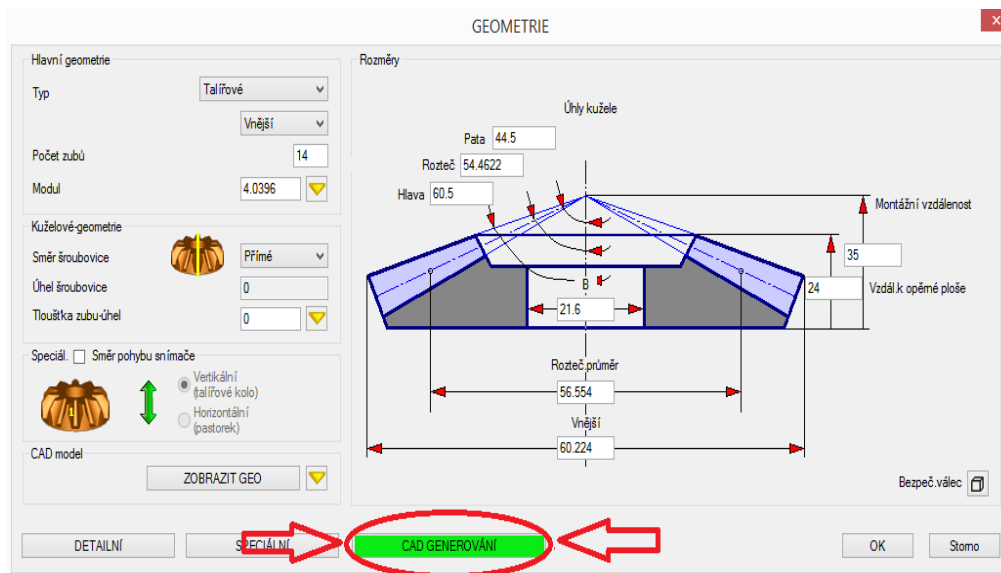 GEOMETRIE
x
Hlavní geometrie
Typ
Talířové
Vnější
Počet zubů
14
Modul
4.0396
Kuželové-geometrie
Směr šroubovice
Přímé
Úhel šroubovice
0
Tloušťka zubu-úhel
0
Speciál.
Směr pohybu snímače
1
Vertikální
(talířové kolo)
Horizontální
(pastorek)
CAD model
ZOBRAZIT GEO
Rozměry
Úhly kužele
Pata 44.5
Rozteč 54.4622
Hlava 60.5
Montážní vzdálenost
35
24
Vzdál.k opěrné ploše
B
21.6
Rozteč.průměr
56.554
Vnější
60.224
Bezpeč.válec
DETAILNÍ
SPECIÁLNÍ
CAD GENEROVÁNÍ
OK
Storno